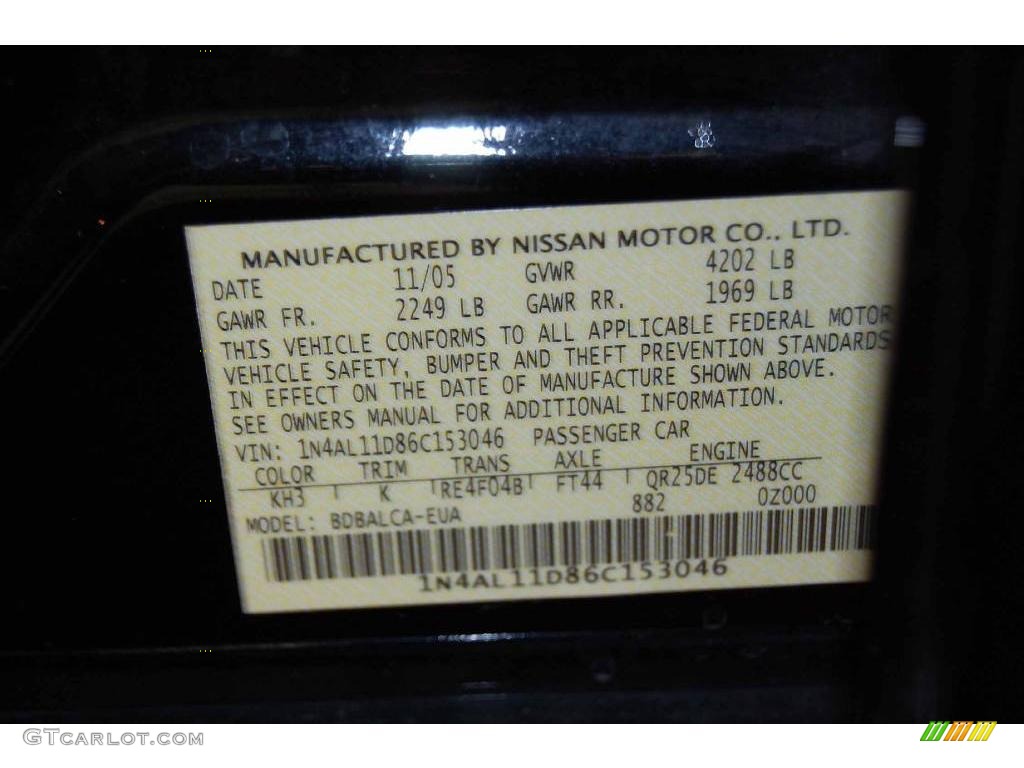 MANUFACTURED BY NISSAN MOTOR CO., LTD.
DATE 11/05 GVWR 4202 LB
GAWR FR. 2249 LB GAWR RR. 1969 LB
THIS VEHICLE CONFORMS TO ALL APPLICABLE FEDERAL MOTOR
VEHICLE SAFETY, BUMPER AND THEFT PREVENTION STANDARDS
IN EFFECT ON THE DATE OF MANUFACTURE SHOWN ABOVE.
SEE OWNERS MANUAL FOR ADDITIONAL INFORMATION.
VIN: 1N4AL11D86C153046 PASSENGER CAR
COLOR TRIM TRANS AXLE ENGINE
KH3 K RE4F04B FT44 QR25DE 2488CC
882 0Z000
MODEL: BDBALCA-EUA
1N4AL11D86C153046
GTCARLOT.COM